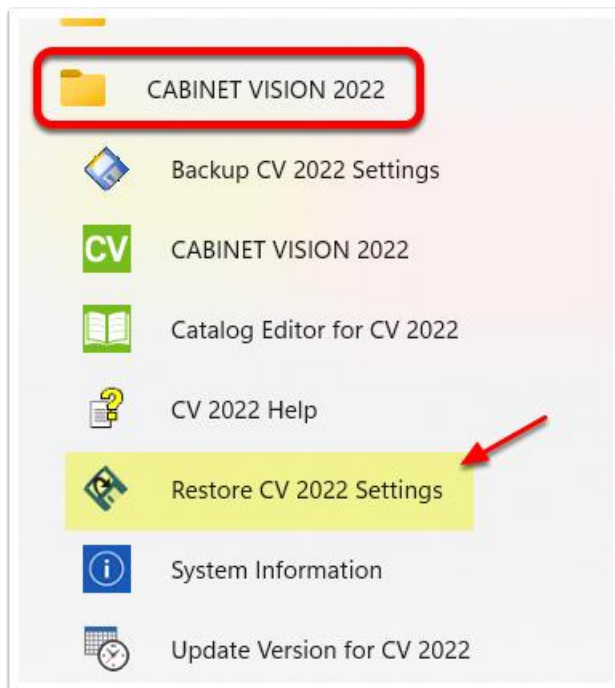 CABINET VISION 2022
Backup CV 2022 Settings
CV CABINET VISION 2022
Catalog Editor for CV 2022
CV 2022 Help
Restore CV 2022 Settings
System Information
Update Version for CV 2022